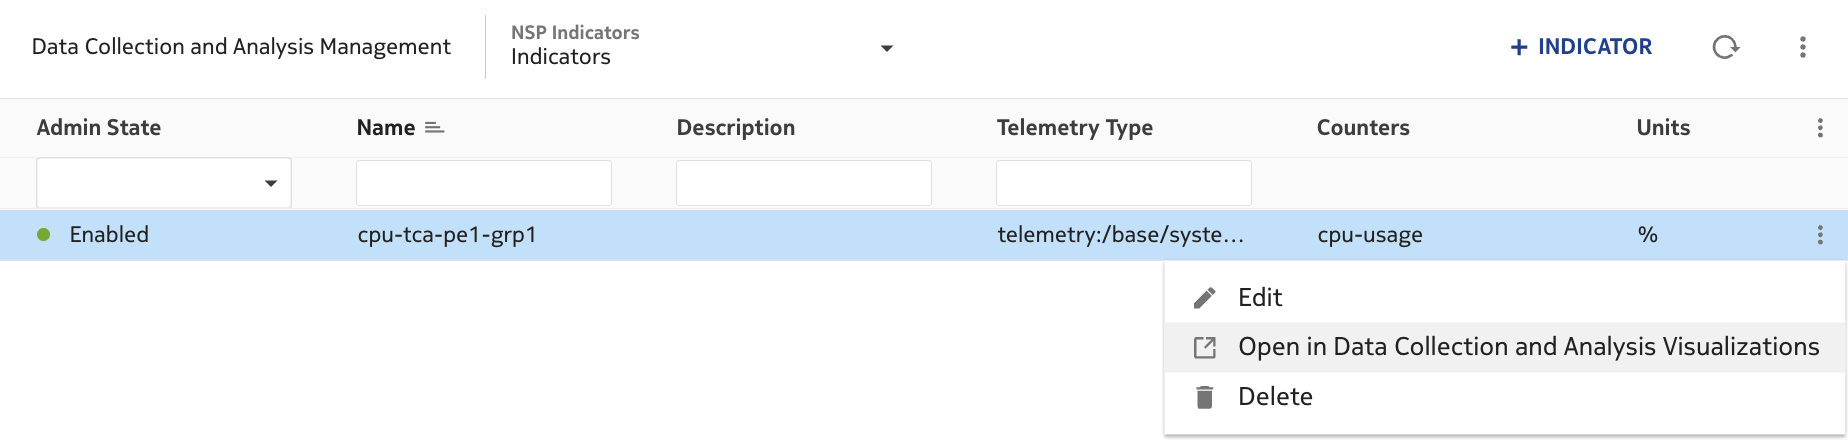 Data Collection and Analysis Management
NSP Indicators
Indicators
+ INDICATOR
Admin State Name Description Telemetry Type Counters Units
Enabled cpu-tca-pe1-grp1 telemetry:/base/syste... cpu-usage %
Edit
Open in Data Collection and Analysis Visualizations
Delete